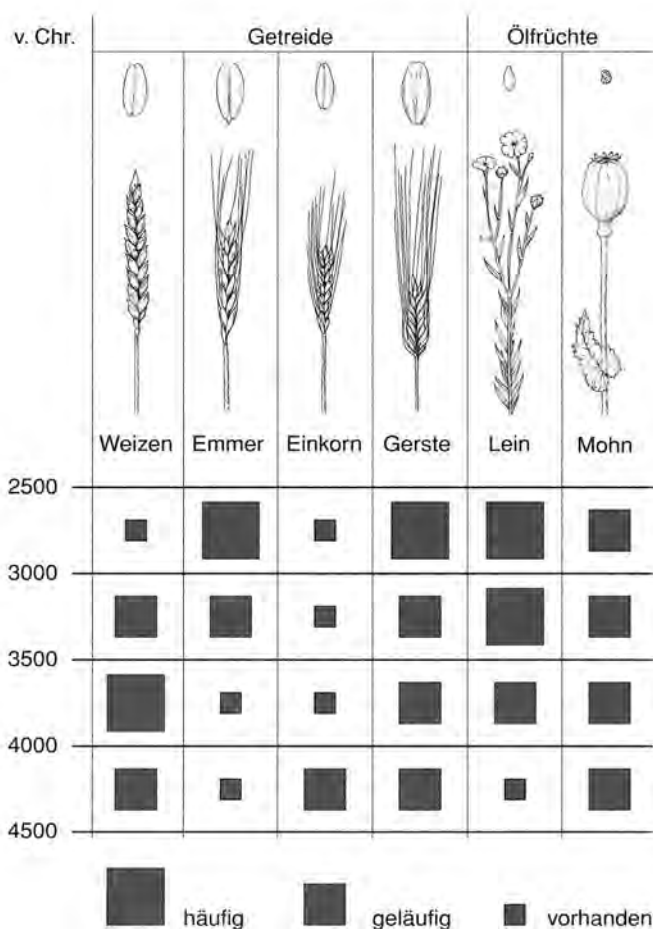 v. Chr. Getreide Ölfrüchte
Weizen Emmer Einkorn Gerste Lein Mohn
2500
3000
3500
4000
4500
häufig geläufig vorhanden